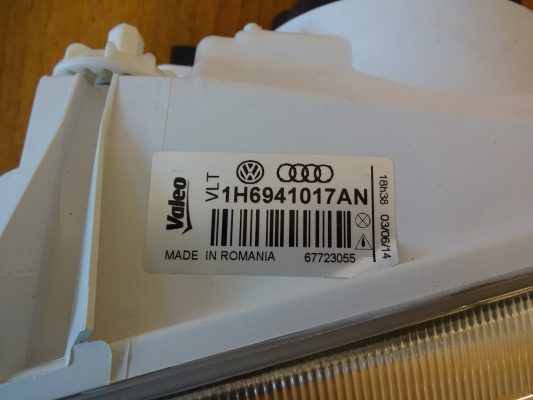 Valeo
VLT
1H6941017AN
MADE IN ROMANIA 67723055
18h38 03/06/14